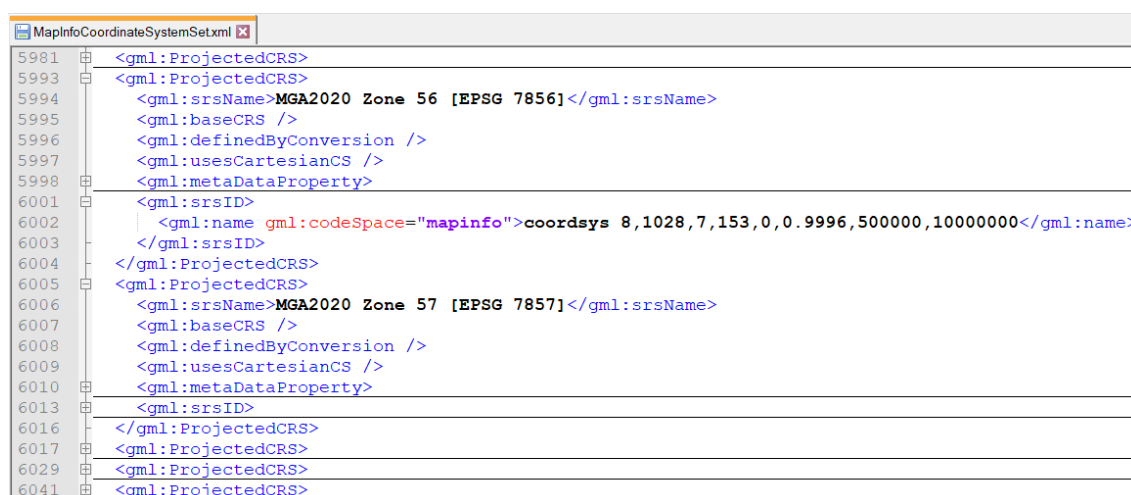 MapInfoCoordinateSystemSet.xml
5981 <gml:ProjectedCRS>
5993 <gml:ProjectedCRS>
5994 <gml:srsName>MGA2020 Zone 56 [EPSG 7856]</gml:srsName>
5995 <gml:baseCRS />
5996 <gml:definedByConversion />
5997 <gml:usesCartesianCS />
5998 <gml:metaDataProperty>
6001 <gml:srsID>
6002 <gml:name gml:codeSpace="mapinfo">coordsys 8,1028,7,153,0,0.9996,500000,10000000</gml:name>
6003 </gml:srsID>
6004 </gml:ProjectedCRS>
6005 <gml:ProjectedCRS>
6006 <gml:srsName>MGA2020 Zone 57 [EPSG 7857]</gml:srsName>
6007 <gml:baseCRS />
6008 <gml:definedByConversion />
6009 <gml:usesCartesianCS />
6010 <gml:metaDataProperty>
6013 <gml:srsID>
6016 </gml:ProjectedCRS>
6017 <gml:ProjectedCRS>
6029 <gml:ProjectedCRS>
6041 <gml:ProjectedCRS>